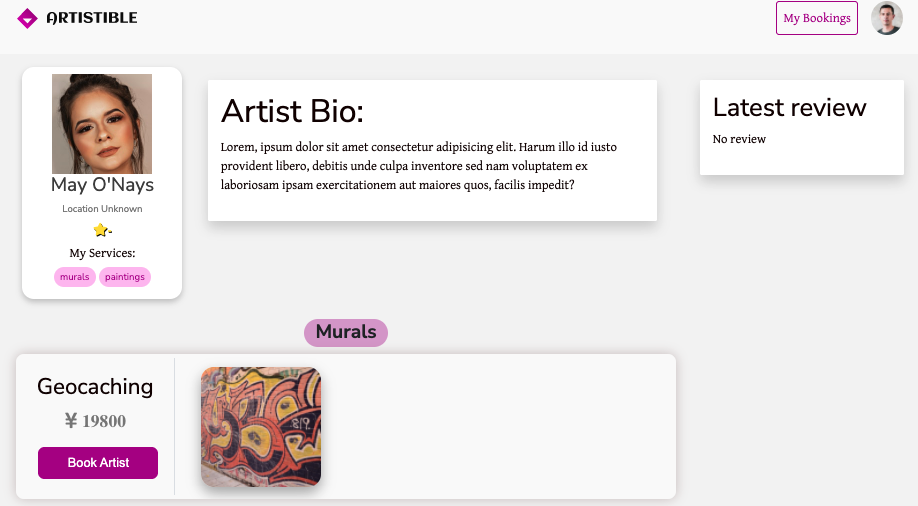 ARTISTIBLE
My Bookings
May O'Nays
Location Unknown
-
My Services:
murals paintings
Artist Bio:
Lorem, ipsum dolor sit amet consectetur adipisicing elit. Harum illo id iusto
provident libero, debitis unde culpa inventore sed nam voluptatem ex
laboriosam ipsam exercitationem aut maiores quos, facilis impedit?
Latest review
No review
Murals
Geocaching
¥ 19800
Book Artist